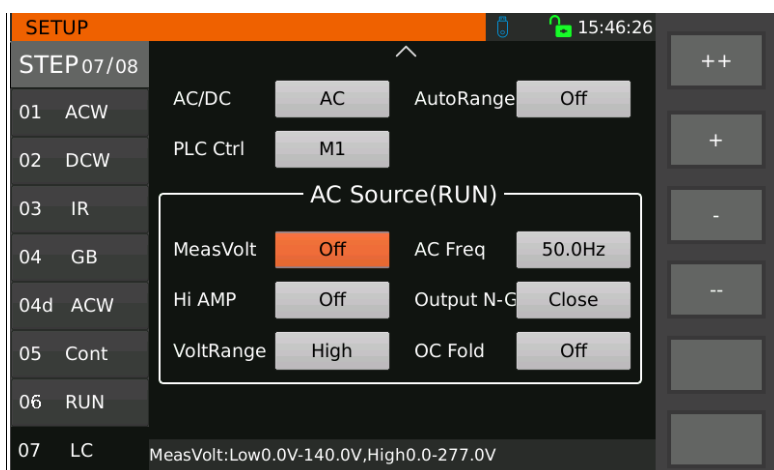 SETUP 15:46:26
STEP 07/08
01 ACW
02 DCW
03 IR
04 GB
04d ACW
05 Cont
06 RUN
07 LC
AC/DC AC AutoRange Off
PLC Ctrl M1
AC Source(RUN)
MeasVolt Off AC Freq 50.0Hz
Hi AMP Off Output N-G Close
VoltRange High OC Fold Off
MeasVolt:Low0.0V-140.0V,High0.0-277.0V
++
+
-
--